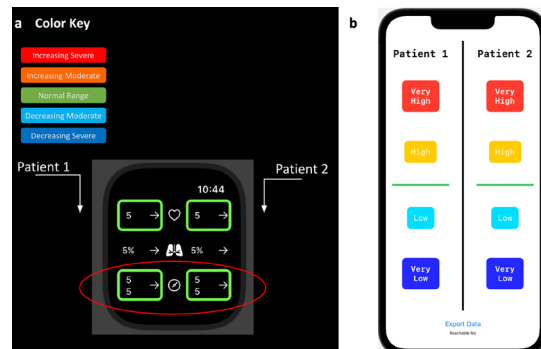 a Color Key
Increasing Severe
Increasing Moderate
Normal Range
Decreasing Moderate
Decreasing Severe
Patient 1
Patient 2
10:44
5 → 5 →
5% → 5% →
5 → 5 →
5 5
b
Patient 1 Patient 2
Very High Very High
High High
Low Low
Very Low Very Low
Export Data
Reachable No